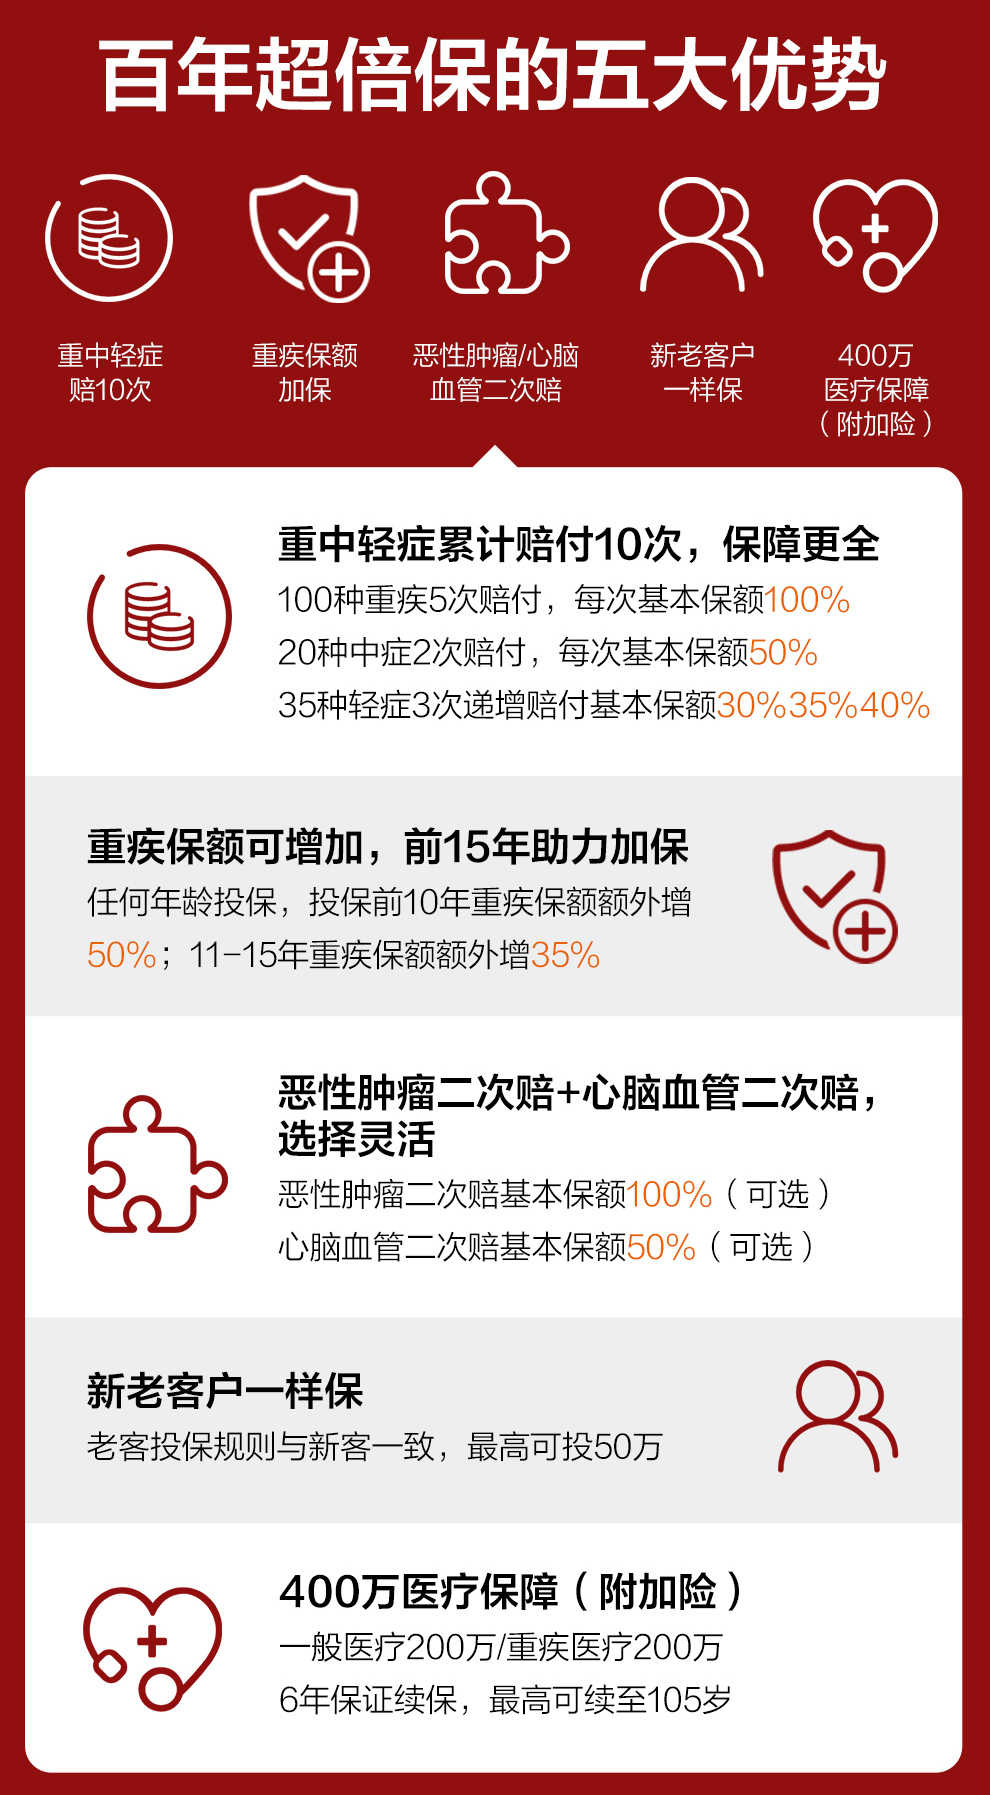 百年超倍保的五大优势
重中轻症
赔10次
重疾保额
加保
恶性肿瘤/心脑
血管二次赔
新老客户
一样保
400万
医疗保障
（附加险）
重中轻症累计赔付10次，保障更全
100种重疾5次赔付，每次基本保额100%
20种中症2次赔付，每次基本保额50%
35种轻症3次递增赔付基本保额30%35%40%
重疾保额可增加，前15年助力加保
任何年龄投保，投保前10年重疾保额额外增
50%；11-15年重疾保额额外增35%
恶性肿瘤二次赔+心脑血管二次赔，
选择灵活
恶性肿瘤二次赔基本保额100%（可选）
心脑血管二次赔基本保额50%（可选）
新老客户一样保
老客投保规则与新客一致，最高可投50万
400万医疗保障（附加险）
一般医疗200万/重疾医疗200万
6年保证续保，最高可续至105岁